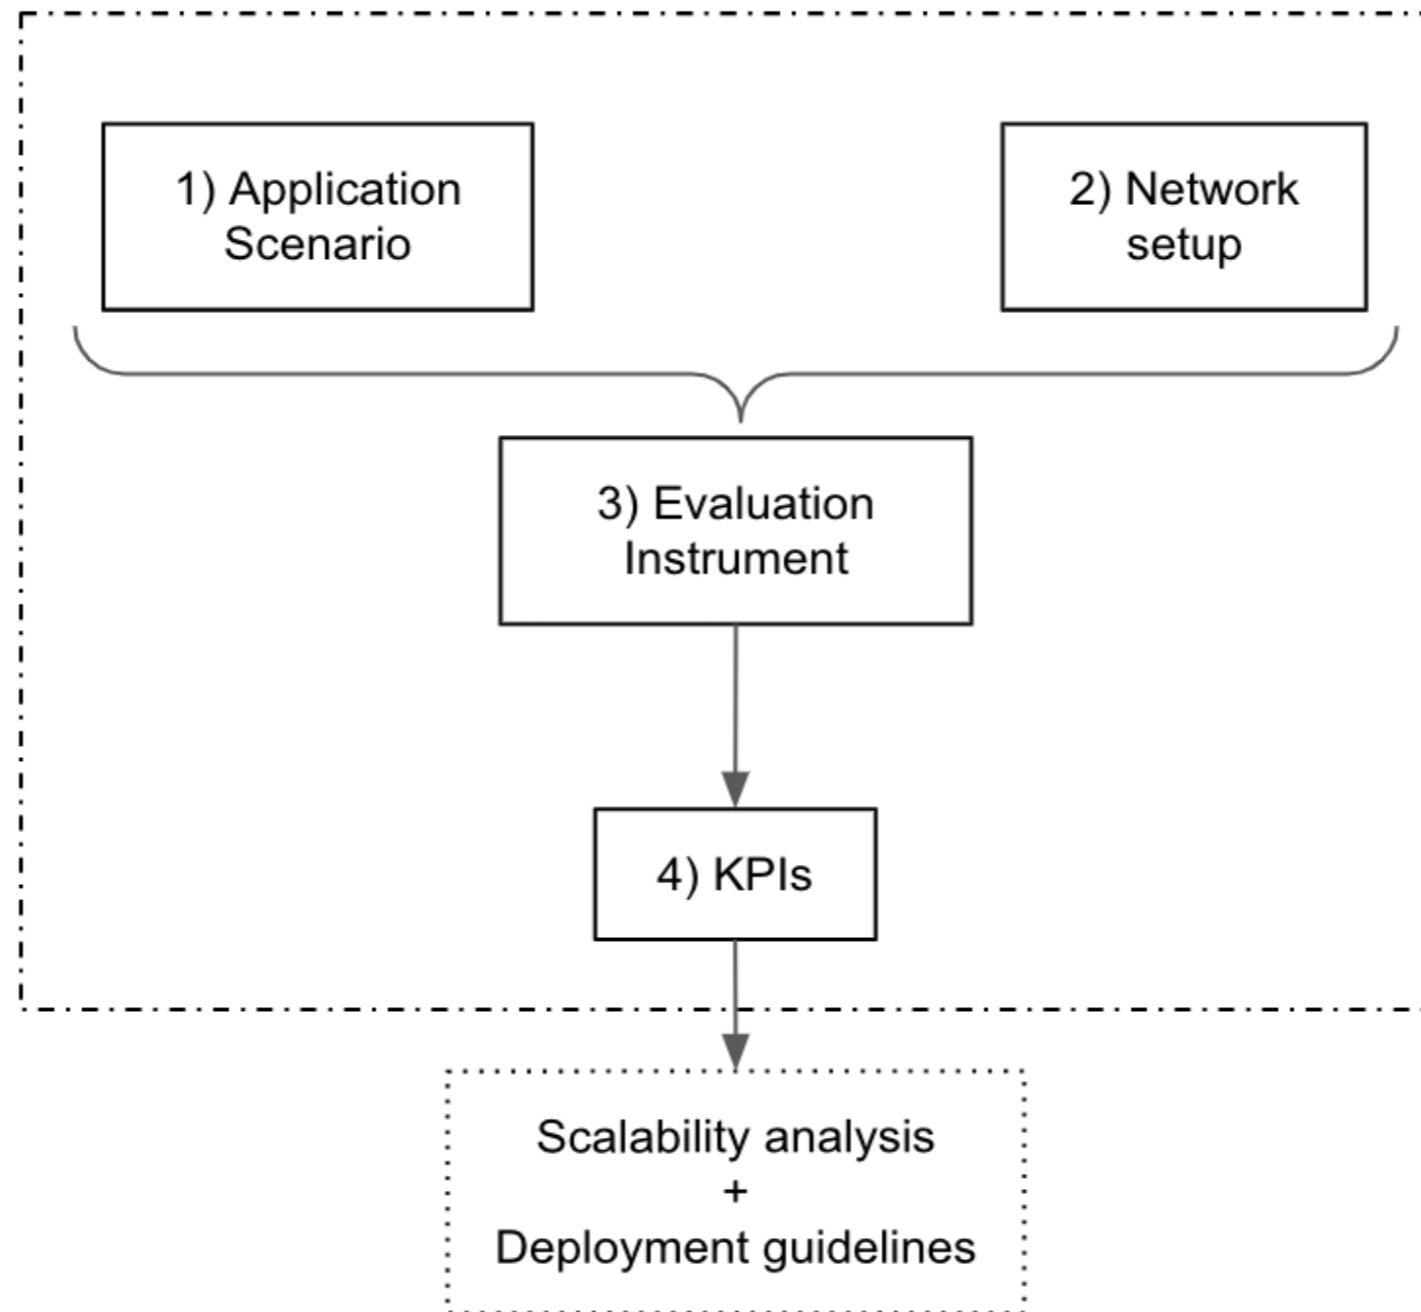 1) Application
Scenario
2) Network
setup
3) Evaluation
Instrument
4) KPIs
Scalability analysis
+
Deployment guidelines